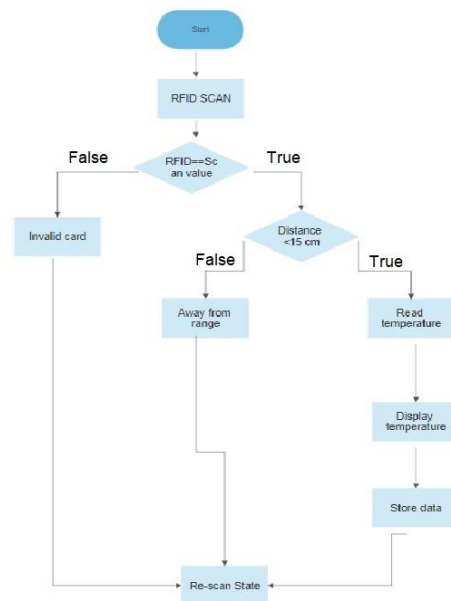 Start
RFID SCAN
False
RFID==Sc
an value
True
Invalid card
Distance
<15 cm
False
True
Away from
range
Read
temperature
Display
temperature
Store data
Re-scan State